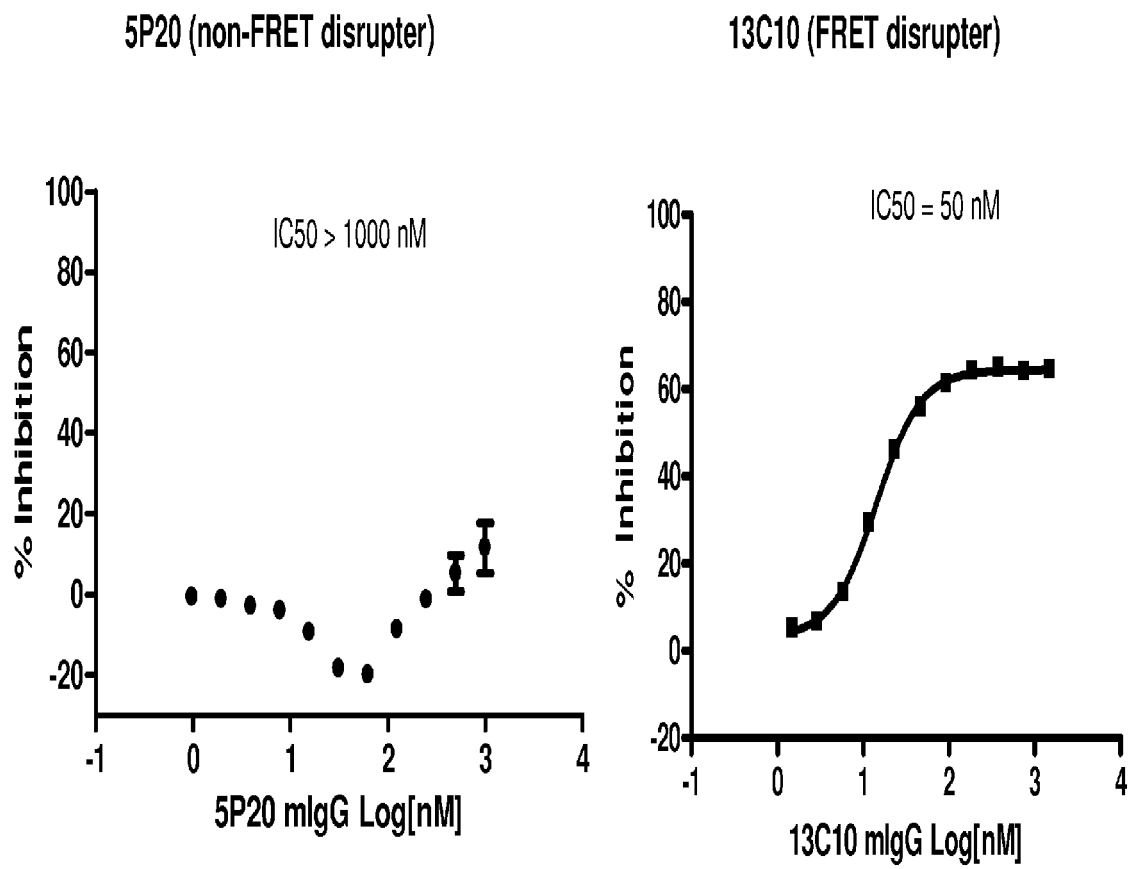 5P20 (non-FRET disrupter)
IC50 > 1000 nM
% Inhibition
100
80
60
40
20
0
-20
-1 0 1 2 3 4
5P20 mIgG Log[nM]
13C10 (FRET disrupter)
IC50 = 50 nM
% Inhibition
100
80
60
40
20
0
-20
-1 0 1 2 3 4
13C10 mIgG Log[nM]